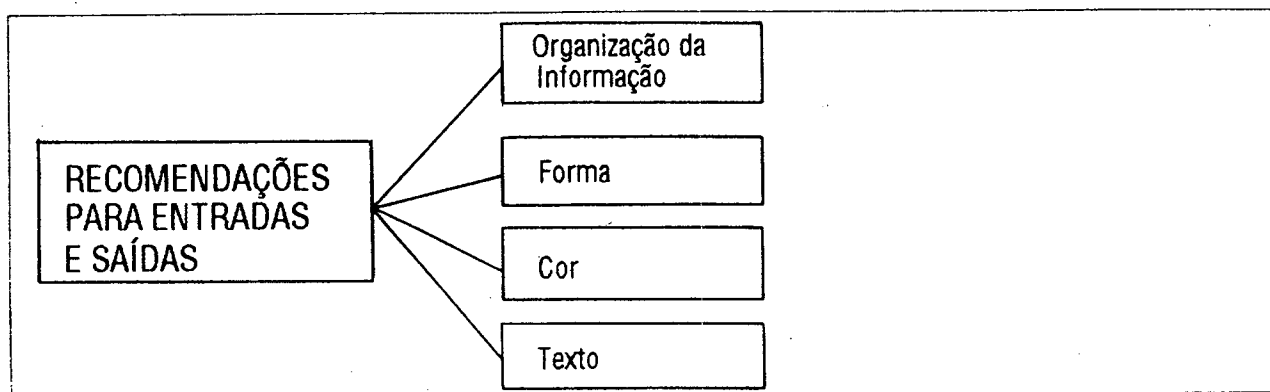 RECOMENDAÇÕES
PARA ENTRADAS
E SAÍDAS
Organização da
Informação
Forma
Cor
Texto